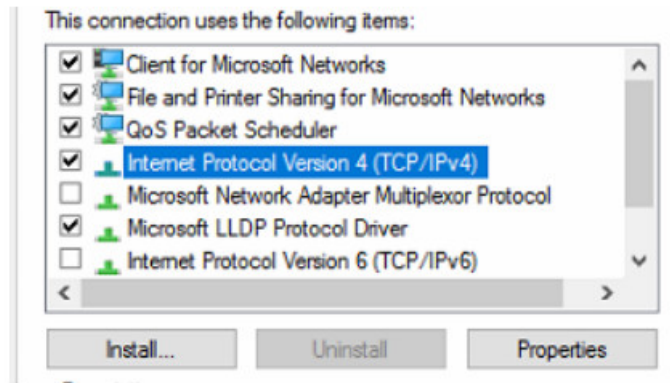 This connection uses the following items:
Client for Microsoft Networks
File and Printer Sharing for Microsoft Networks
QoS Packet Scheduler
Internet Protocol Version 4 (TCP/IPv4)
Microsoft Network Adapter Multiplexor Protocol
Microsoft LLDP Protocol Driver
Internet Protocol Version 6 (TCP/IPv6)
Install... Uninstall Properties